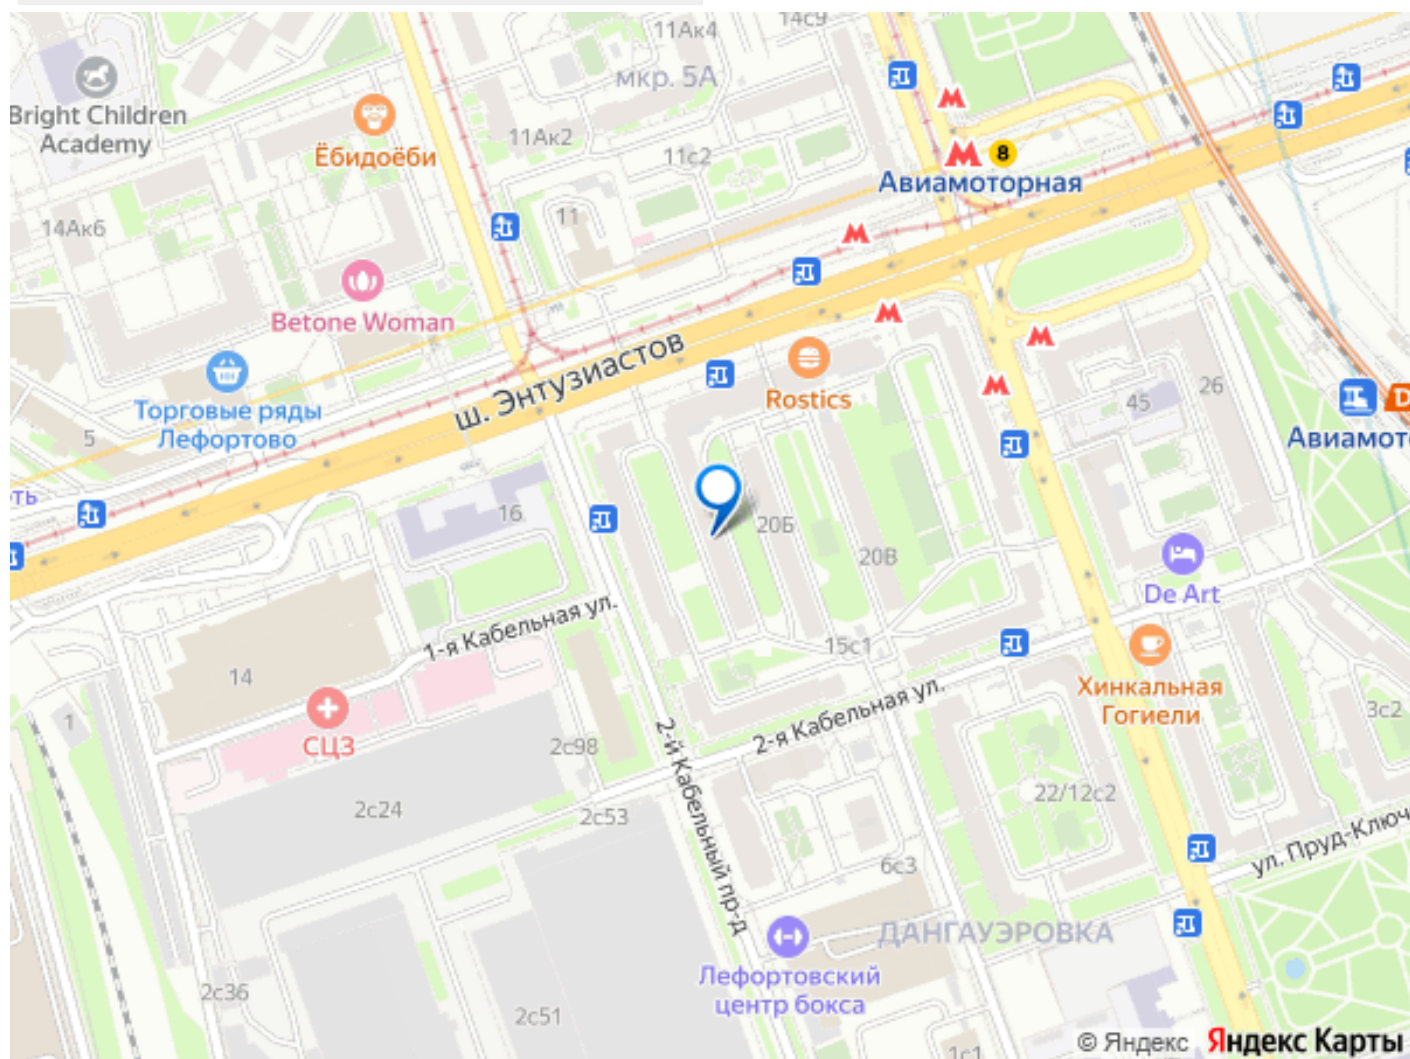 14с9
11Ак4
мкр. 5А
Bright Children
Academy
Ёбидоёби
11Ак2
11с2
8
Авиамоторная
14Ак6
11
Betone Woman
ш. Энтузиастов
Rostics
Торговые ряды
Лефортово
5
45
26
D
Авиамот
ть
16
20Б
20В
De Art
1-я Кабельная ул.
15с1
14
1
СЦЗ
2-я Кабельная ул.
Хинкальная
Гогиели
3с2
2-й Кабельный пр-д
2с98
2с24
2с53
22/12с2
ул. Пруд-Ключ
6с3
ДАНГАУЭРОВКА
Лефортовский
центр бокса
2с36
2с51
1с1
© Яндекс Яндекс Карты